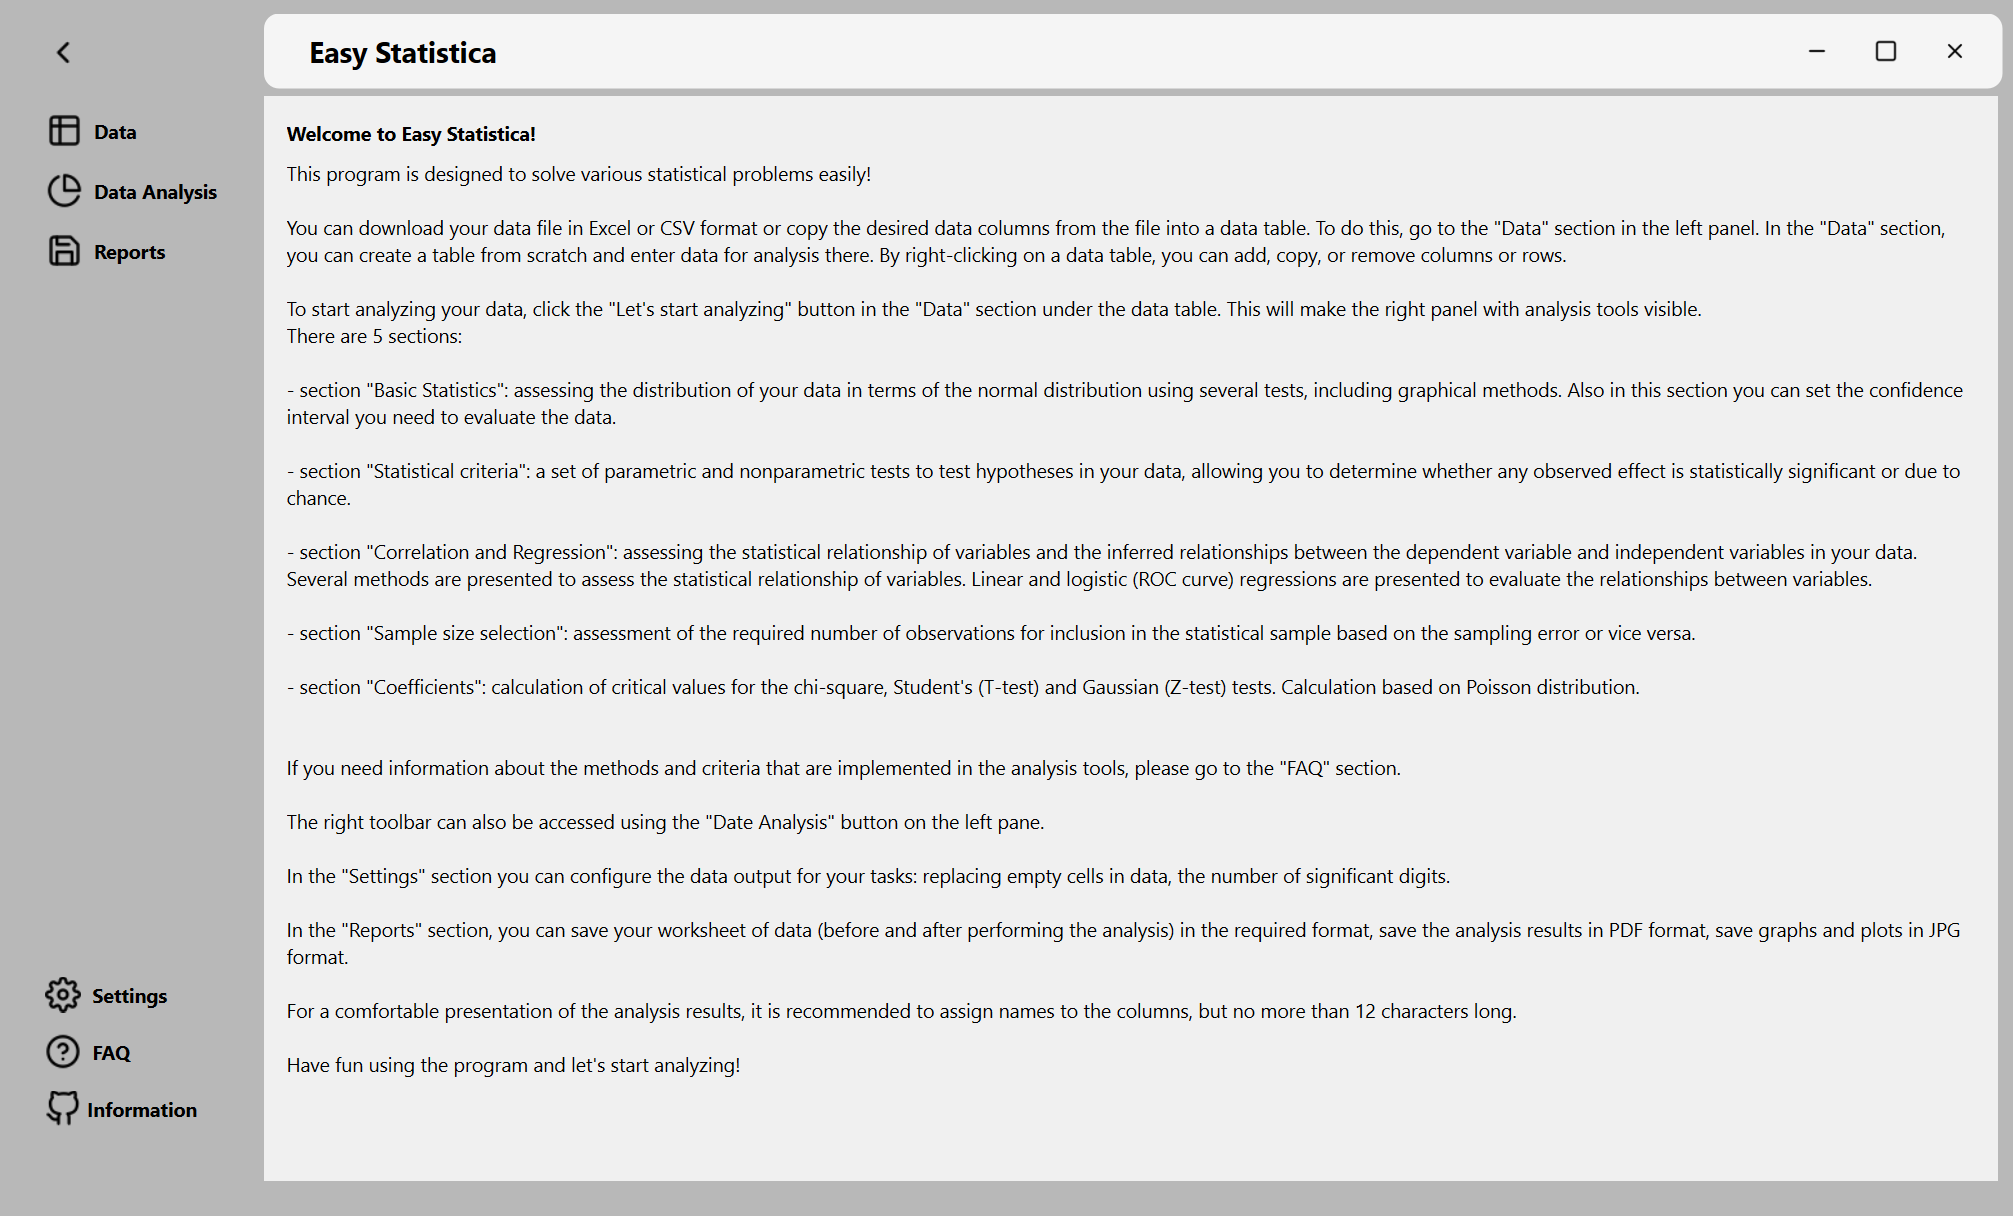 Easy Statistica
Data
Data Analysis
Reports
Settings
FAQ
Information
Welcome to Easy Statistica!
This program is designed to solve various statistical problems easily!
You can download your data file in Excel or CSV format or copy the desired data columns from the file into a data table. To do this, go to the "Data" section in the left panel. In the "Data" section,
you can create a table from scratch and enter data for analysis there. By right-clicking on a data table, you can add, copy, or remove columns or rows.
To start analyzing your data, click the "Let's start analyzing" button in the "Data" section under the data table. This will make the right panel with analysis tools visible.
There are 5 sections:
- section "Basic Statistics": assessing the distribution of your data in terms of the normal distribution using several tests, including graphical methods. Also in this section you can set the confidence
interval you need to evaluate the data.
- section "Statistical criteria": a set of parametric and nonparametric tests to test hypotheses in your data, allowing you to determine whether any observed effect is statistically significant or due to
chance.
- section "Correlation and Regression": assessing the statistical relationship of variables and the inferred relationships between the dependent variable and independent variables in your data.
Several methods are presented to assess the statistical relationship of variables. Linear and logistic (ROC curve) regressions are presented to evaluate the relationships between variables.
- section "Sample size selection": assessment of the required number of observations for inclusion in the statistical sample based on the sampling error or vice versa.
- section "Coefficients": calculation of critical values for the chi-square, Student's (T-test) and Gaussian (Z-test) tests. Calculation based on Poisson distribution.
If you need information about the methods and criteria that are implemented in the analysis tools, please go to the "FAQ" section.
The right toolbar can also be accessed using the "Date Analysis" button on the left pane.
In the "Settings" section you can configure the data output for your tasks: replacing empty cells in data, the number of significant digits.
In the "Reports" section, you can save your worksheet of data (before and after performing the analysis) in the required format, save the analysis results in PDF format, save graphs and plots in JPG
format.
For a comfortable presentation of the analysis results, it is recommended to assign names to the columns, but no more than 12 characters long.
Have fun using the program and let's start analyzing!